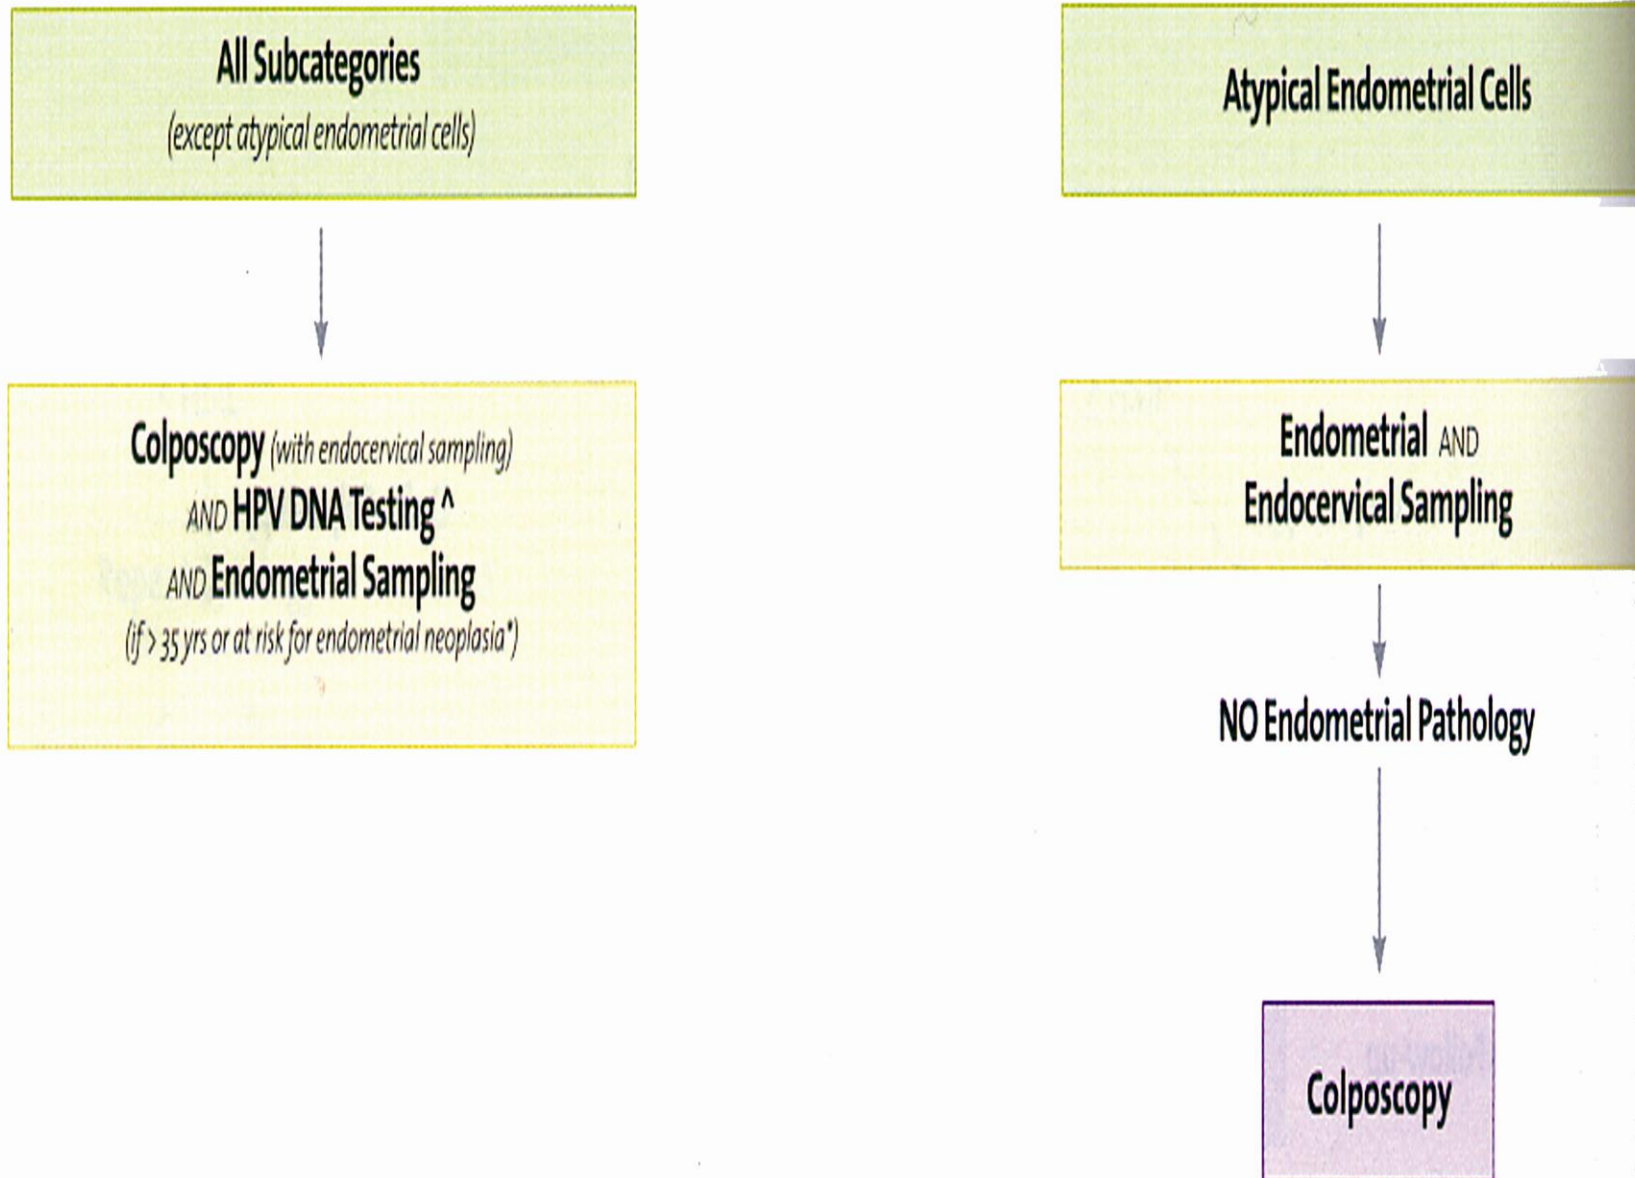 All Subcategories
(except atypical endometrial cells)
Colposcopy (with endocervical sampling)
AND HPV DNA Testing ^
AND Endometrial Sampling
(if > 35 yrs or at risk for endometrial neoplasia*)
Atypical Endometrial Cells
Endometrial AND
Endocervical Sampling
NO Endometrial Pathology
Colposcopy